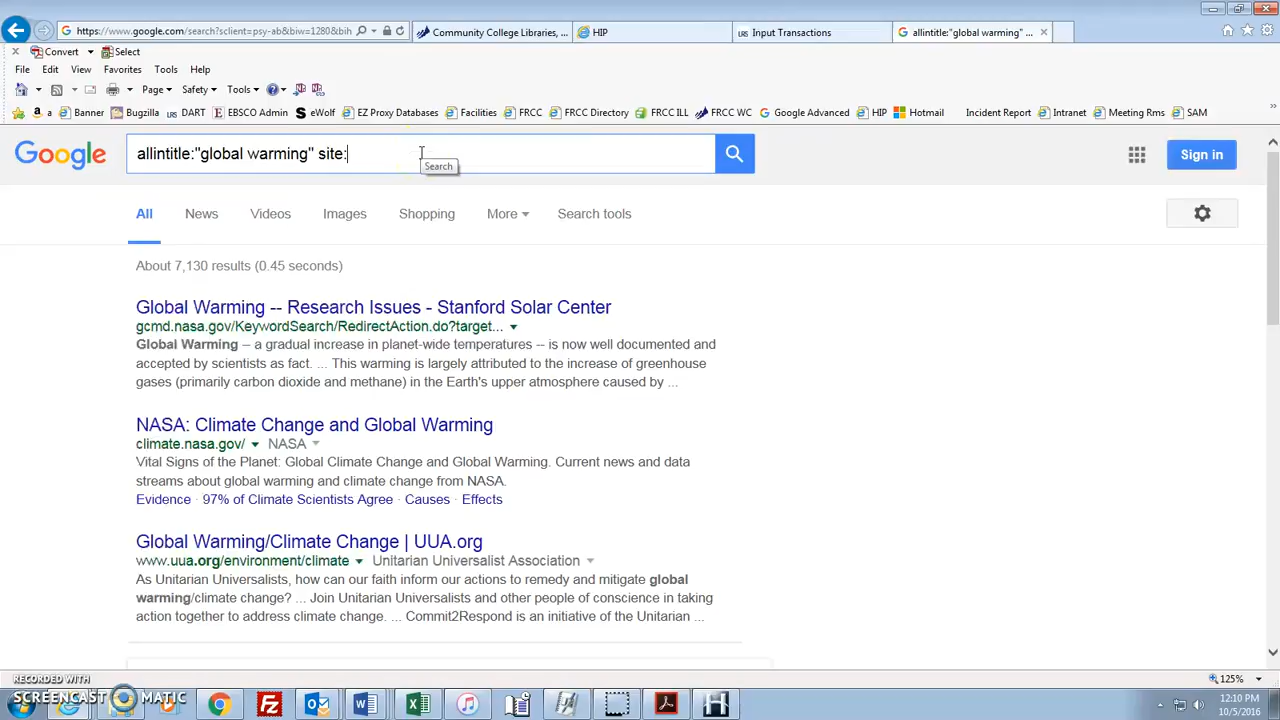 https://www.google.com/search?sclient=psy-ab&biw=1280&bih
Community College Libraries, ...
HIP
Input Transactions
allintitle:"global warming" ...
Convert
Select
File Edit View Favorites Tools Help
Page Safety Tools
a Banner Bugzilla DART EBSCO Admin eWolf EZ Proxy Databases Facilities FRCC FRCC Directory FRCC ILL FRCC WC Google Advanced HIP Hotmail Incident Report Intranet Meeting Rms SAM
Google
allintitle:"global warming" site:
Search
Sign in
All News Videos Images Shopping More Search tools
About 7,130 results (0.45 seconds)
Global Warming -- Research Issues - Stanford Solar Center
gcmd.nasa.gov/KeywordSearch/RedirectAction.do?target...
Global Warming -- a gradual increase in planet-wide temperatures -- is now well documented and
accepted by scientists as fact. ... This warming is largely attributed to the increase of greenhouse
gases (primarily carbon dioxide and methane) in the Earth's upper atmosphere caused by ...
NASA: Climate Change and Global Warming
climate.nasa.gov/ NASA
Vital Signs of the Planet: Global Climate Change and Global Warming. Current news and data
streams about global warming and climate change from NASA.
Evidence · 97% of Climate Scientists Agree · Causes · Effects
Global Warming/Climate Change | UUA.org
www.uua.org/environment/climate Unitarian Universalist Association
As Unitarian Universalists, how can our faith inform our actions to remedy and mitigate global
warming/climate change? ... Join Unitarian Universalists and other people of conscience in taking
action together to address climate change. ... Commit2Respond is an initiative of the Unitarian ...
125%
RECORDED WITH
SCREENCAST MATIC
12:10 PM
10/5/2016